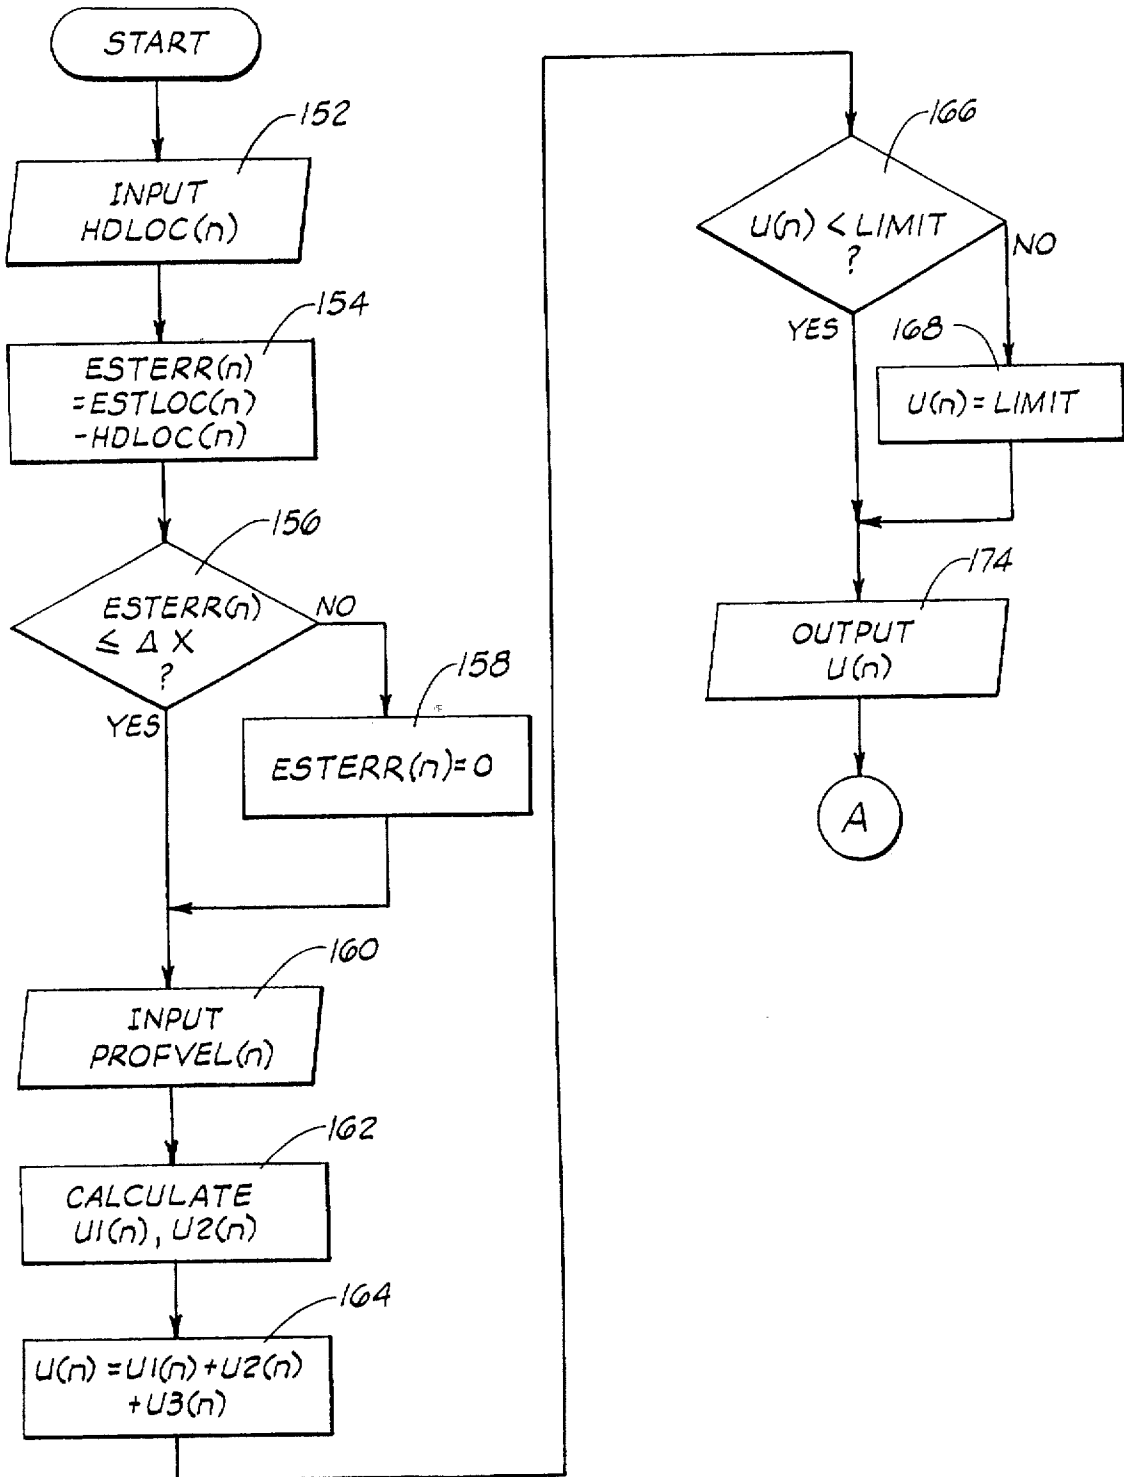 START
152
INPUT
HDLOC(n)
154
ESTERR(n)
=ESTLOC(n)
-HDLOC(n)
156
ESTERR(n)
≤ Δ X
?
NO
YES
158
ESTERR(n)=0
160
INPUT
PROFVEL(n)
162
CALCULATE
U1(n), U2(n)
164
U(n)=U1(n)+U2(n)
+U3(n)
166
U(n) < LIMIT
?
NO
YES
168
U(n)=LIMIT
174
OUTPUT
U(n)
A